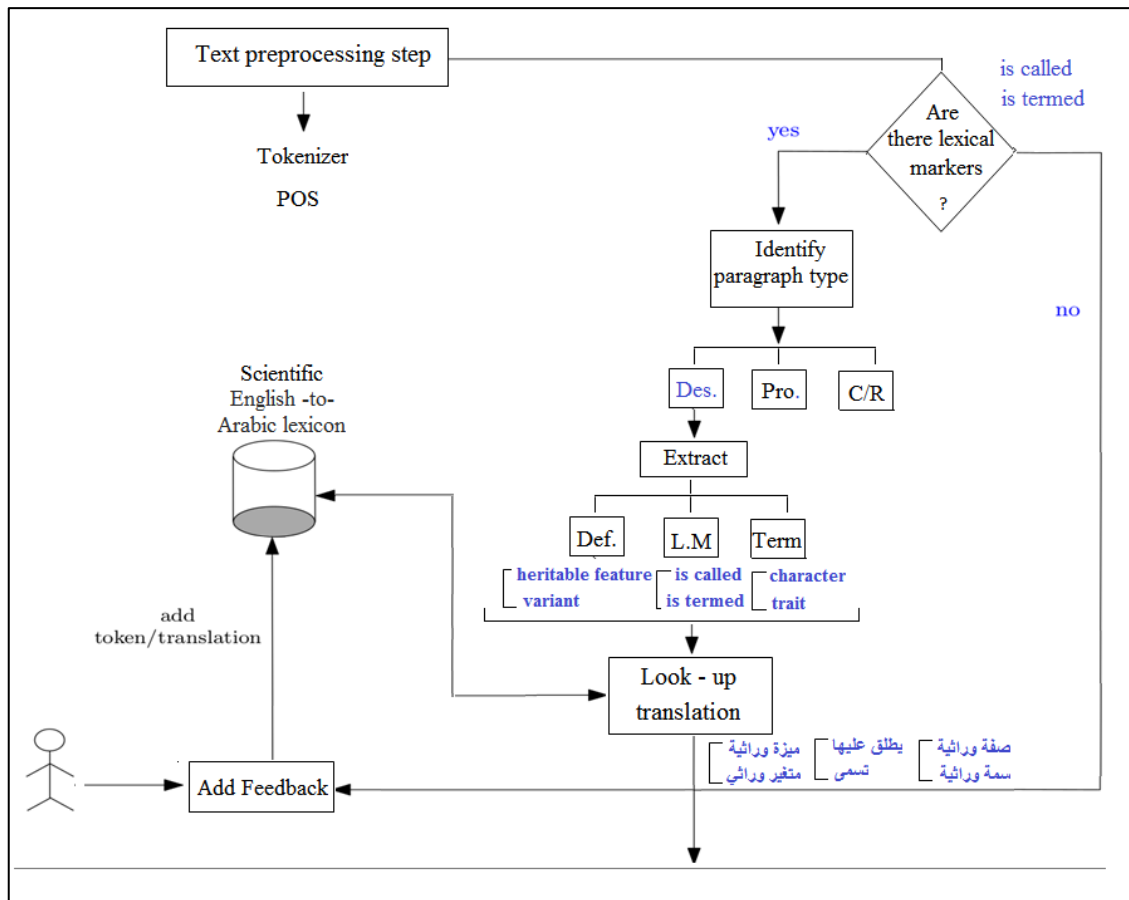 Text preprocessing step
Tokenizer
POS
is called
is termed
Are
there lexical
markers
?
yes
no
Identify
paragraph type
Des.
Pro.
C/R
Extract
Def.
L.M
Term
heritable feature
variant
is called
is termed
character
trait
Scientific
English -to-
Arabic lexicon
add
token/translation
Look - up
translation
ميزة وراثية
متغير وراثي
يطلق عليها
تسمى
صفة وراثية
سمة وراثية
Add Feedback